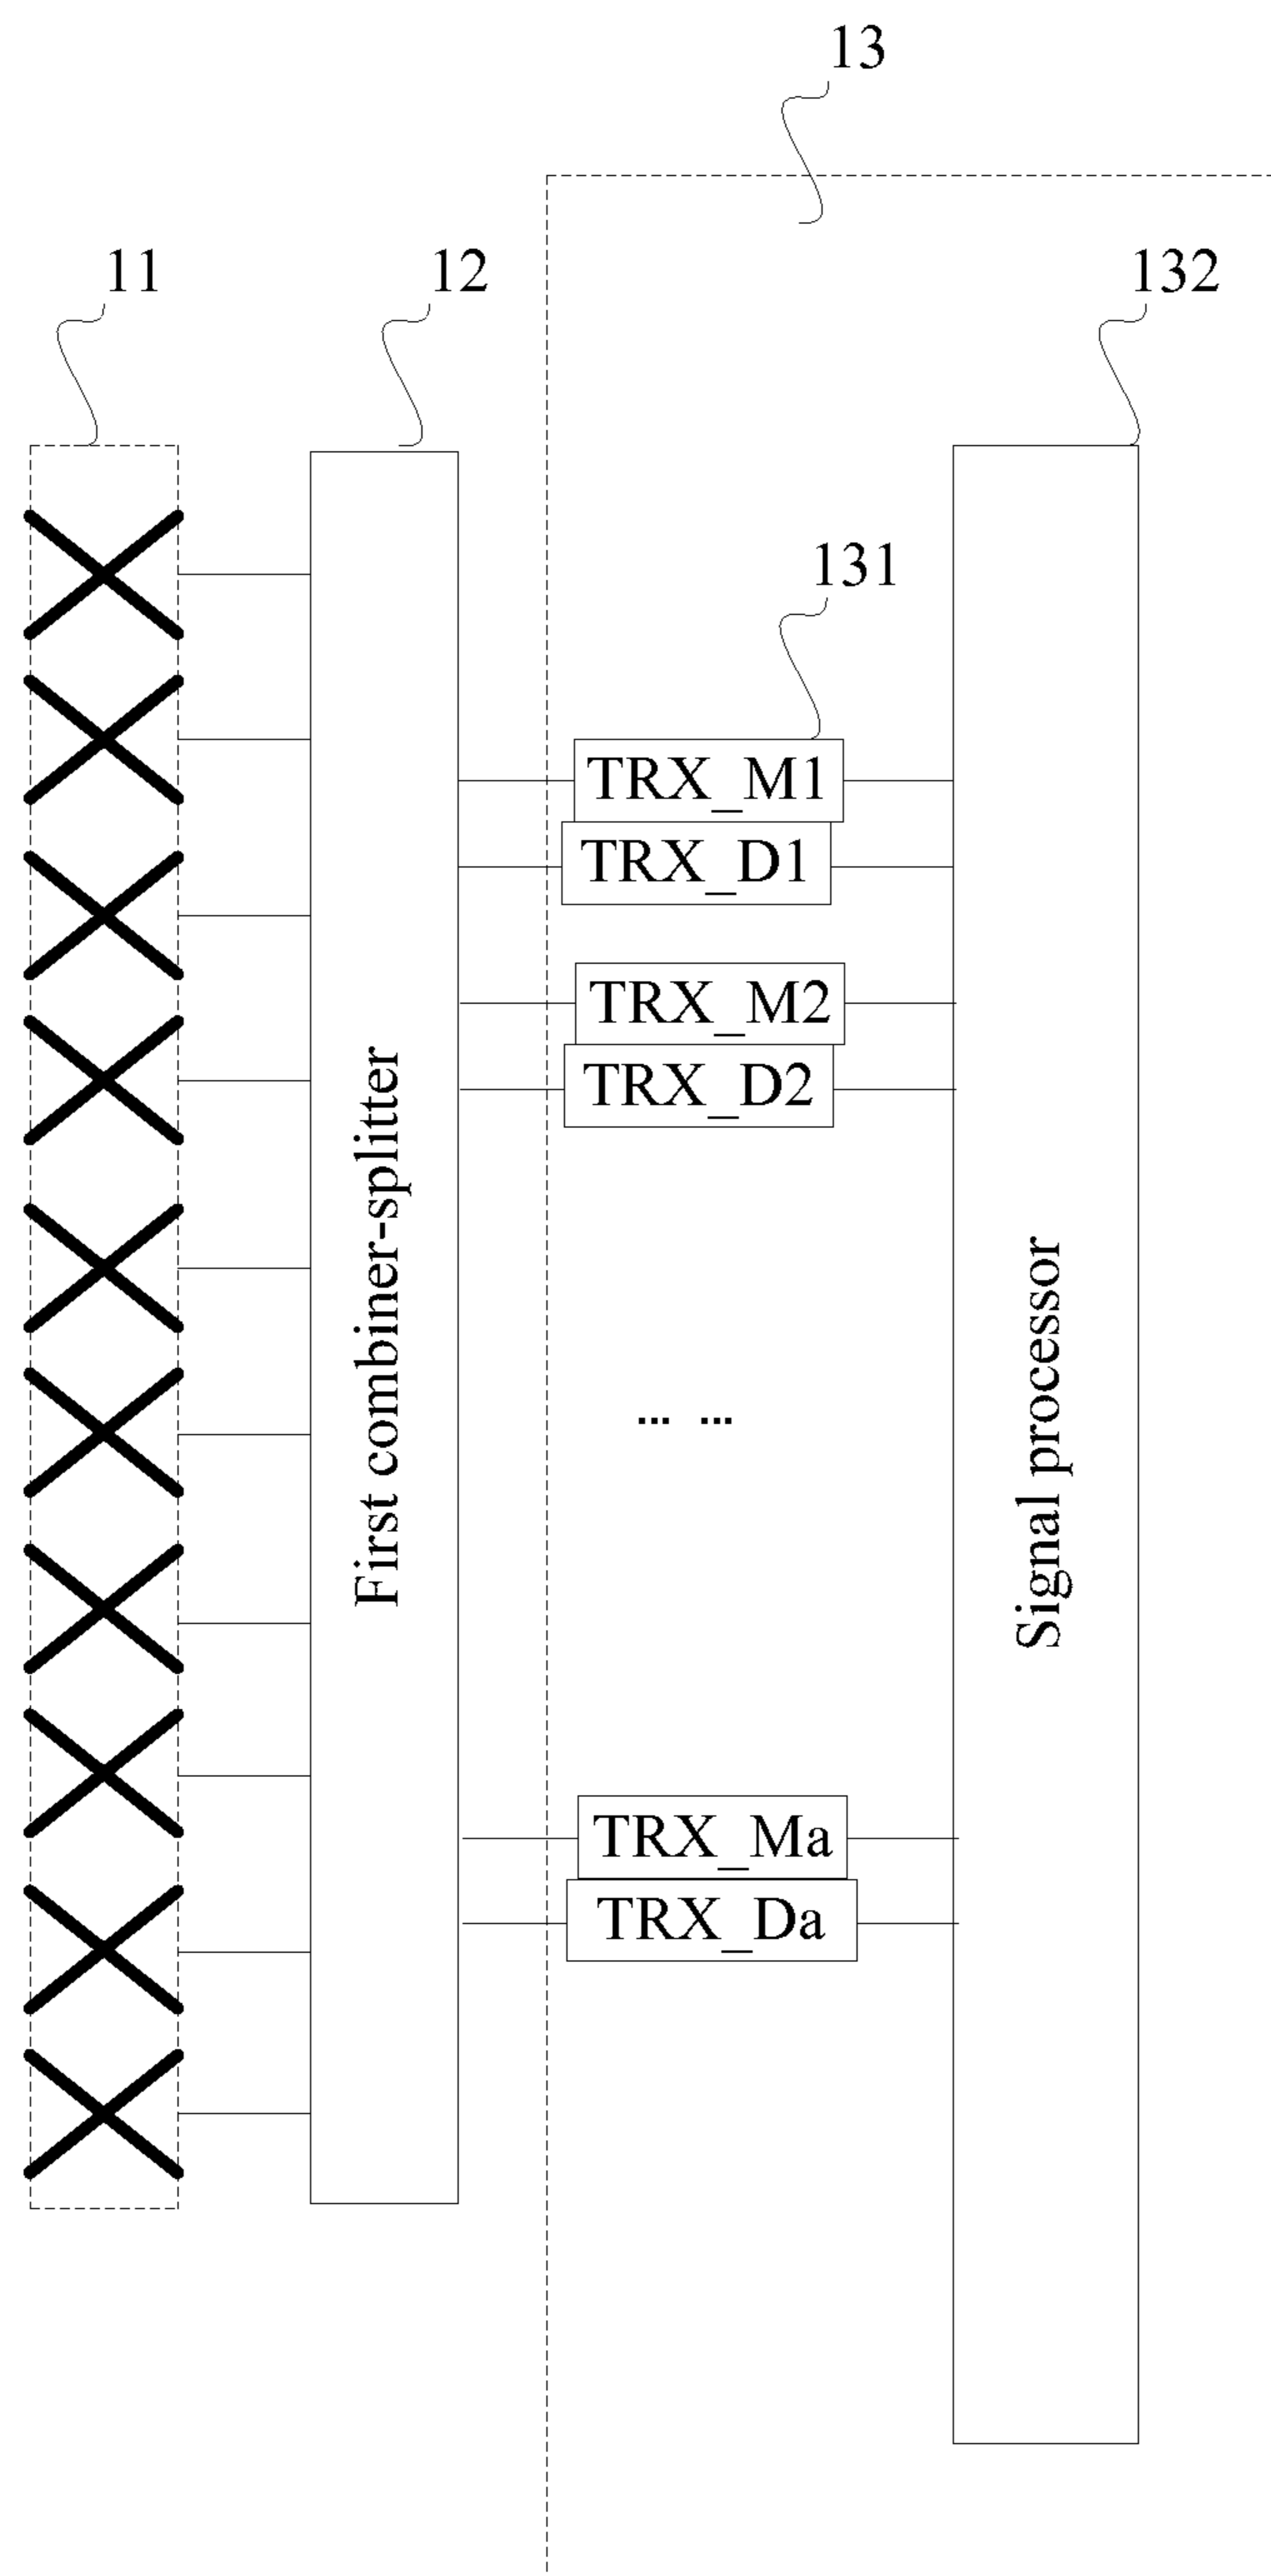 13
11
12
132
131
TRX_M1
TRX_D1
TRX_M2
TRX_D2
First combiner-splitter
Signal processor
... ...
TRX_Ma
TRX_Da